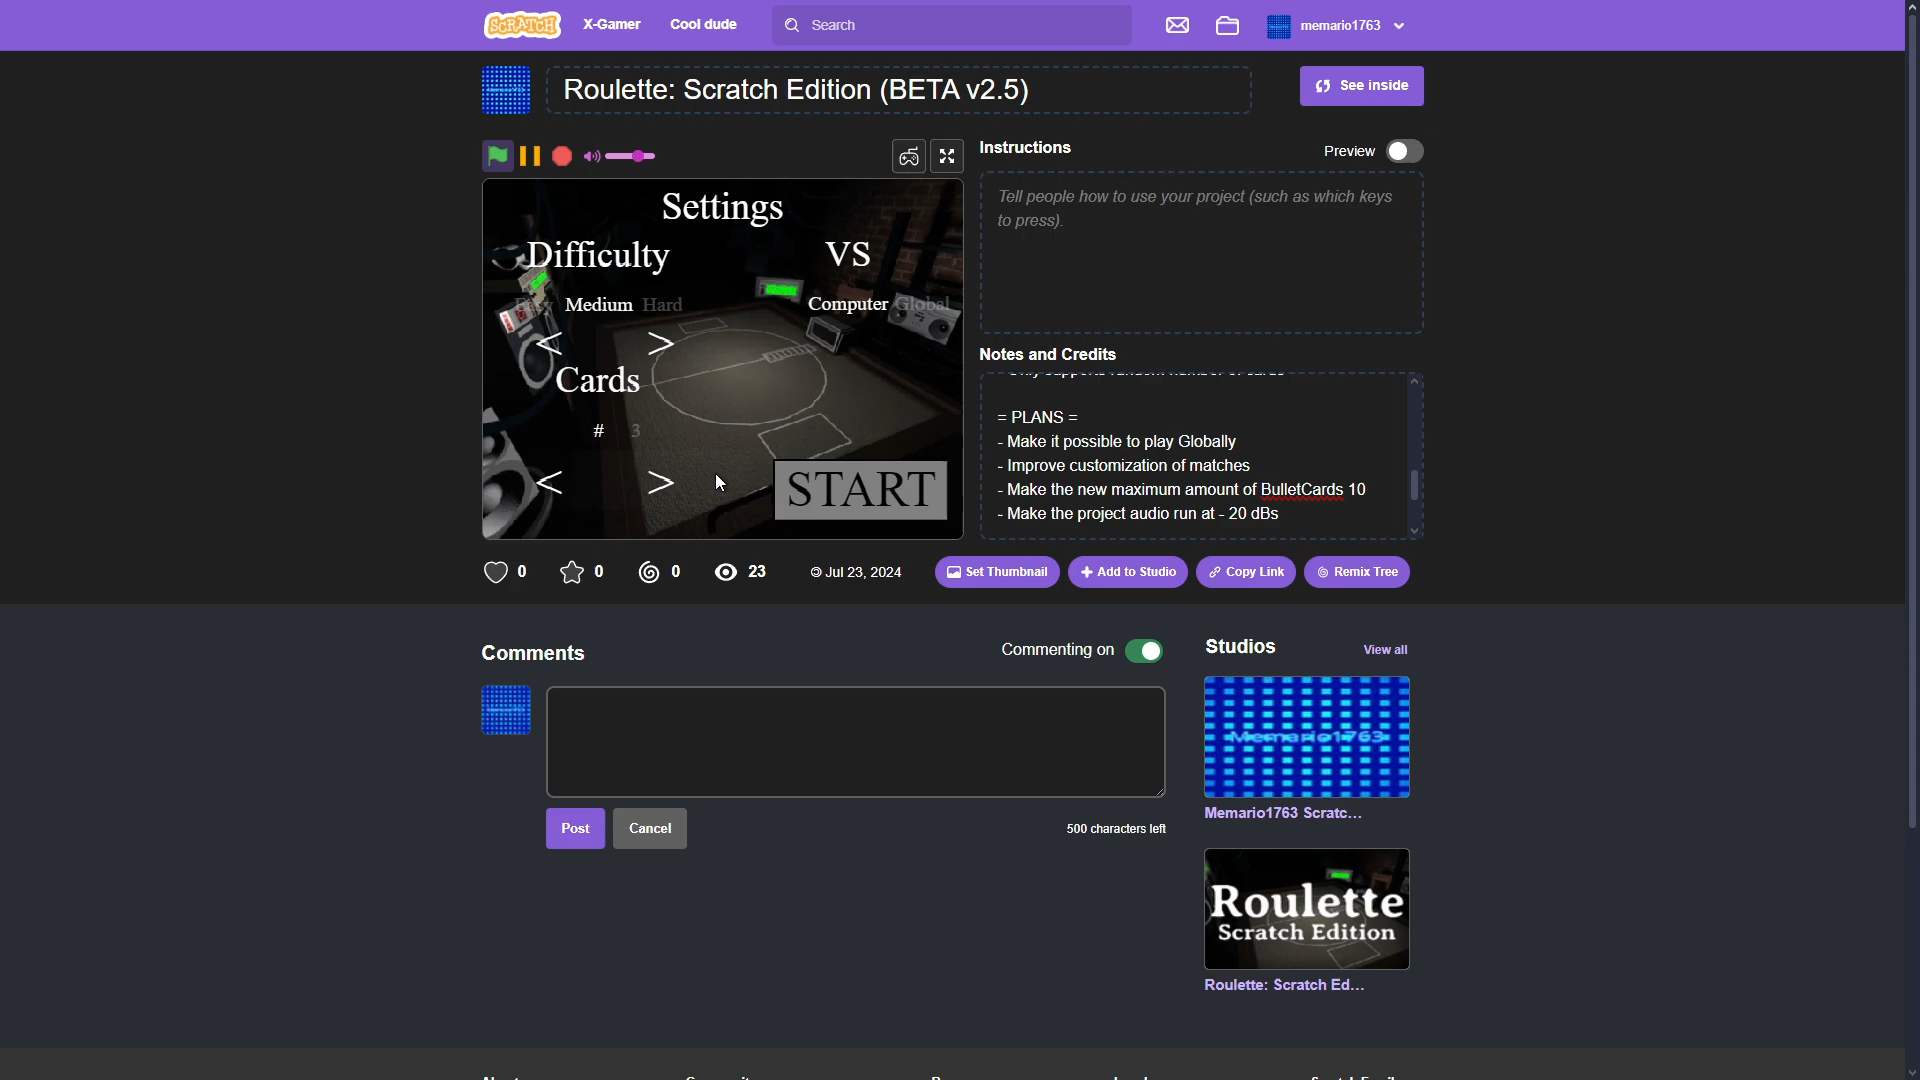 SCRATCH X-Gamer Cool dude Search memario1763
Roulette: Scratch Edition (BETA v2.5) See inside
Instructions Preview
Tell people how to use your project (such as which keys
to press).
Settings
Difficulty VS
Easy Medium Hard Computer Global
< >
Cards
# 3
< > START
Notes and Credits
= PLANS =
- Make it possible to play Globally
- Improve customization of matches
- Make the new maximum amount of BulletCards 10
- Make the project audio run at - 20 dBs
0 0 0 23 © Jul 23, 2024 Set Thumbnail + Add to Studio Copy Link Remix Tree
Comments Commenting on
Post Cancel 500 characters left
Studios View all
Memario1763
Memario1763 Scratc...
Roulette
Scratch Edition
Roulette: Scratch Ed...